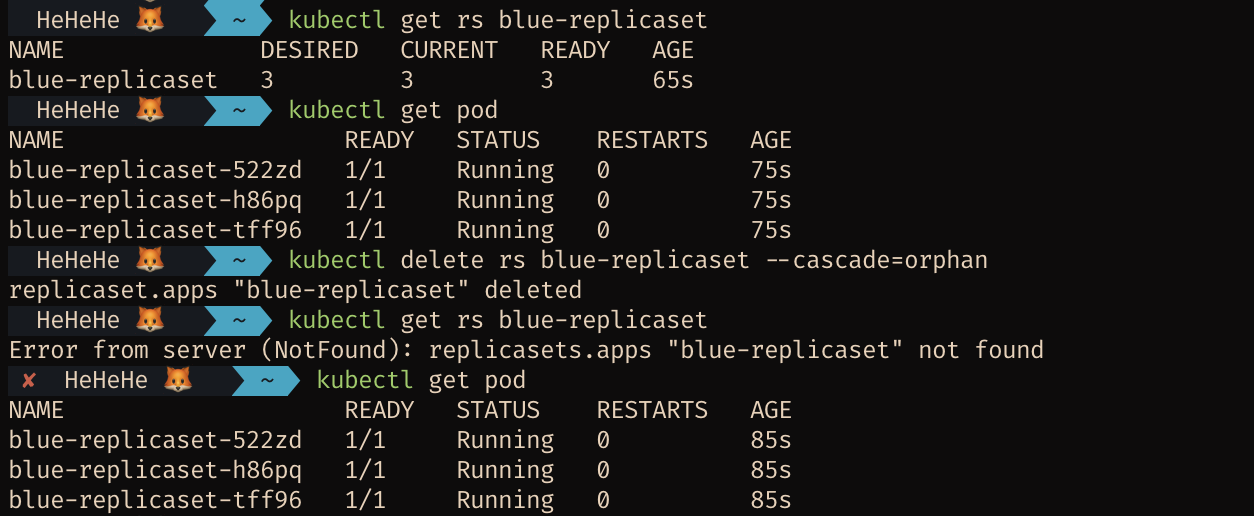 HeHeHe 🦊 ~ kubectl get rs blue-replicaset
NAME DESIRED CURRENT READY AGE
blue-replicaset 3 3 3 65s
HeHeHe 🦊 ~ kubectl get pod
NAME READY STATUS RESTARTS AGE
blue-replicaset-522zd 1/1 Running 0 75s
blue-replicaset-h86pq 1/1 Running 0 75s
blue-replicaset-tff96 1/1 Running 0 75s
HeHeHe 🦊 ~ kubectl delete rs blue-replicaset --cascade=orphan
replicaset.apps "blue-replicaset" deleted
HeHeHe 🦊 ~ kubectl get rs blue-replicaset
Error from server (NotFound): replicasets.apps "blue-replicaset" not found
✘ HeHeHe 🦊 ~ kubectl get pod
NAME READY STATUS RESTARTS AGE
blue-replicaset-522zd 1/1 Running 0 85s
blue-replicaset-h86pq 1/1 Running 0 85s
blue-replicaset-tff96 1/1 Running 0 85s